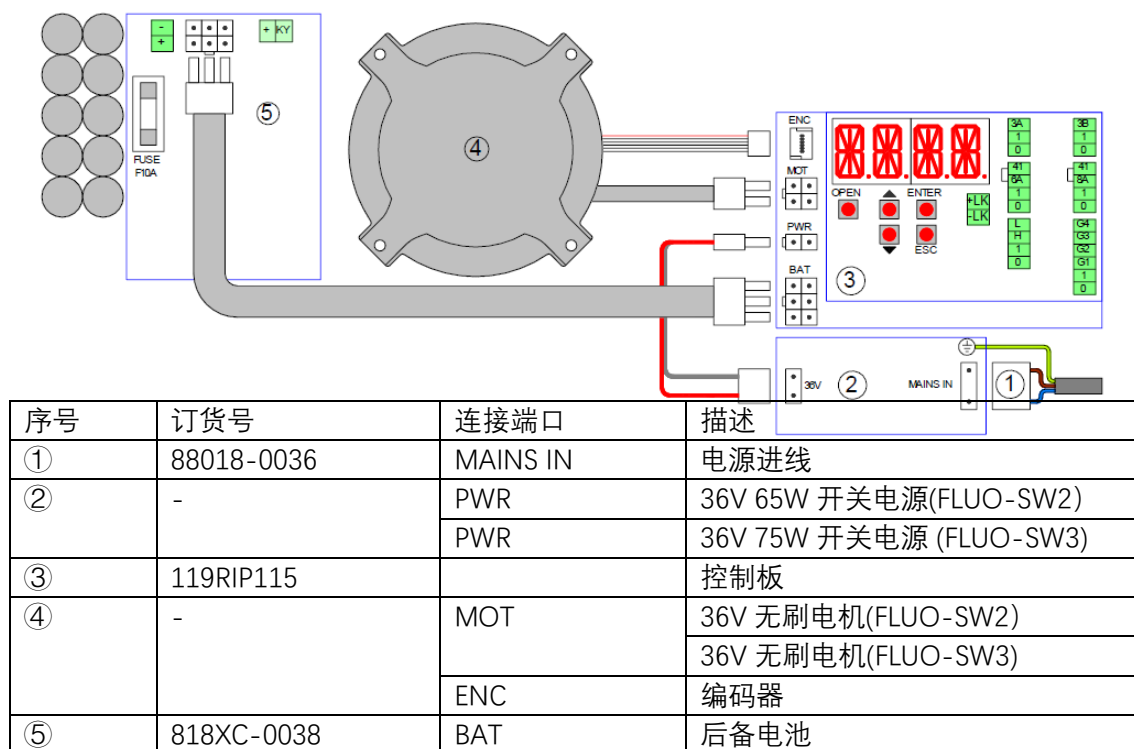 -
+
+ KY
⑤
FUSE
F10A
④
ENC
MOT
PWR
BAT
OPEN
ENTER
ESC
+LK
-LK
③
3A
1
0
41
6A
1
0
L
H
1
0
3B
1
0
41
8A
1
0
G4
G3
G2
G1
1
0
36V
②
MAINS IN
①
序号 订货号 连接端口 描述
① 88018-0036 MAINS IN 电源进线
② - PWR 36V 65W 开关电源(FLUO-SW2)
PWR 36V 75W 开关电源 (FLUO-SW3)
③ 119RIP115 控制板
④ - MOT 36V 无刷电机(FLUO-SW2)
36V 无刷电机(FLUO-SW3)
ENC 编码器
⑤ 818XC-0038 BAT 后备电池